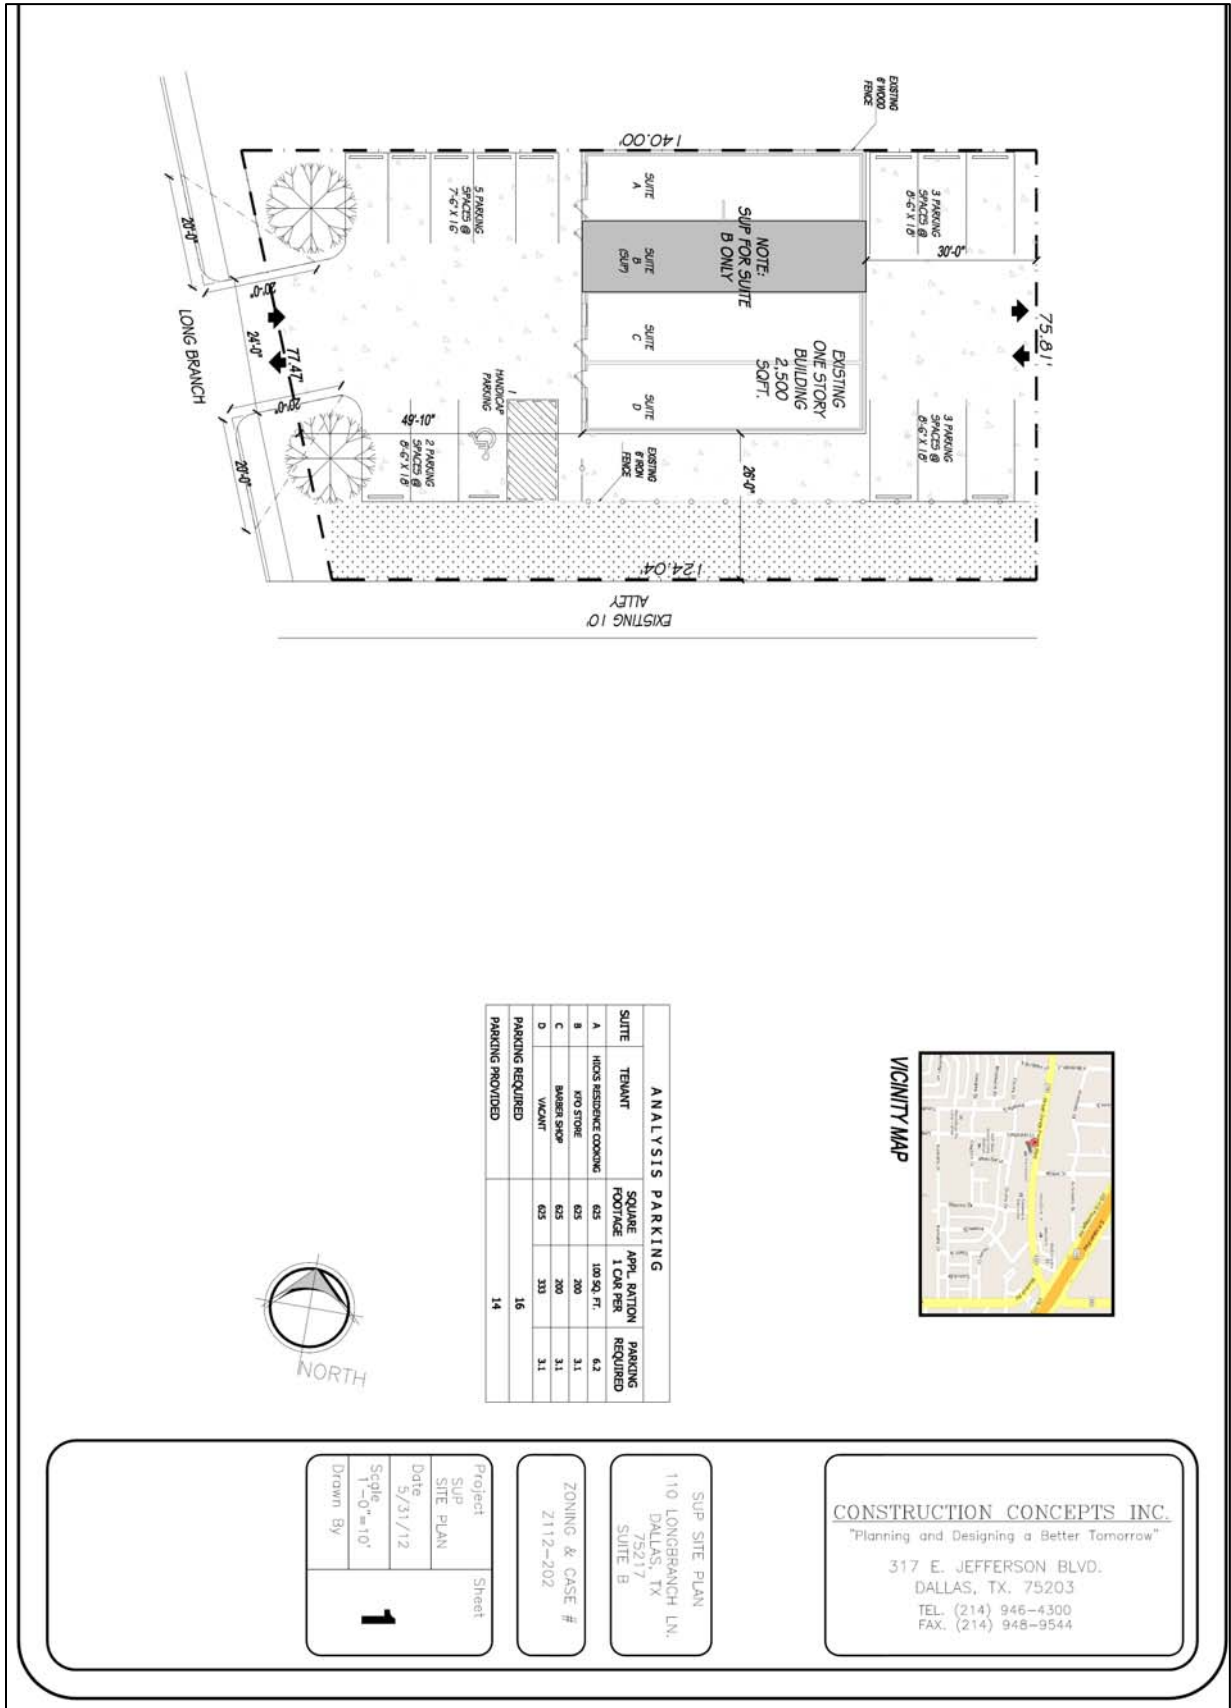 EXISTING
6' WOOD
FENCE
140.00'
3 PARKING
SPACES @
8'-6" X 18'
30'-0"
75.81'
3 PARKING
SPACES @
8'-6" X 18'
SUITE
A
SUITE
B
(SUP)
SUITE
C
SUITE
D
NOTE:
SUP FOR SUITE
B ONLY
EXISTING
ONE STORY
BUILDING
2,500
SQFT.
5 PARKING
SPACES @
7'-6" X 16'
20'-0"
20'-0"
24'-0"
77.47'
LONG BRANCH
20'-0"
20'-0"
2 PARKING
SPACES @
8'-6" X 18'
49'-10"
1
HANDICAP
PARKING
EXISTING
6' IRON
FENCE
26'-0"
124.04'
EXISTING 10'
ALLEY
VICINITY MAP
ANALYSIS PARKING
SUITE TENANT SQUARE FOOTAGE APPL. RATION 1 CAR PER PARKING REQUIRED
A HICKS RESIDENCE COOKING 625 100 SQ. FT. 6.2
B XPO STORE 625 200 3.1
C BARBER SHOP 625 200 3.1
D VACANT 625 333 3.1
PARKING REQUIRED 16
PARKING PROVIDED 14
NORTH
CONSTRUCTION CONCEPTS INC.
"Planning and Designing a Better Tomorrow"
317 E. JEFFERSON BLVD.
DALLAS, TX. 75203
TEL. (214) 946-4300
FAX. (214) 948-9544
SUP SITE PLAN
110 LONGBRANCH LN.
DALLAS, TX
75217
SUITE B
ZONING & CASE #
Z112-202
Project
SUP
SITE PLAN
Date
5/31/12
Scale
1'-0"=10'
Drawn By
Sheet
1